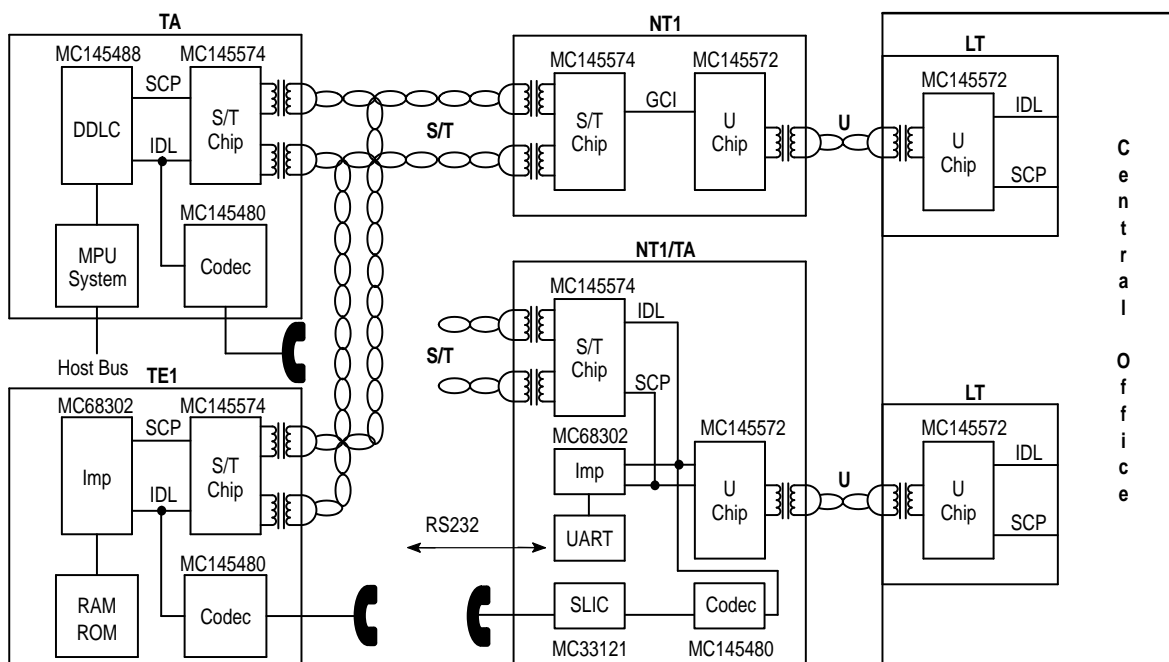 TA
MC145488
MC145574
SCP
DDLC
S/T
Chip
IDL
MC145480
MPU
System
Codec
Host Bus
TE1
MC68302
MC145574
SCP
Imp
S/T
Chip
IDL
MC145480
RAM
ROM
Codec
S/T
NT1
MC145574
MC145572
GCI
S/T
Chip
U
Chip
U
NT1/TA
MC145574
IDL
S/T
S/T
Chip
SCP
MC68302
MC145572
Imp
U
Chip
U
RS232
UART
SLIC
Codec
MC33121
MC145480
LT
MC145572
IDL
U
Chip
SCP
LT
MC145572
IDL
U
Chip
SCP
Central Office